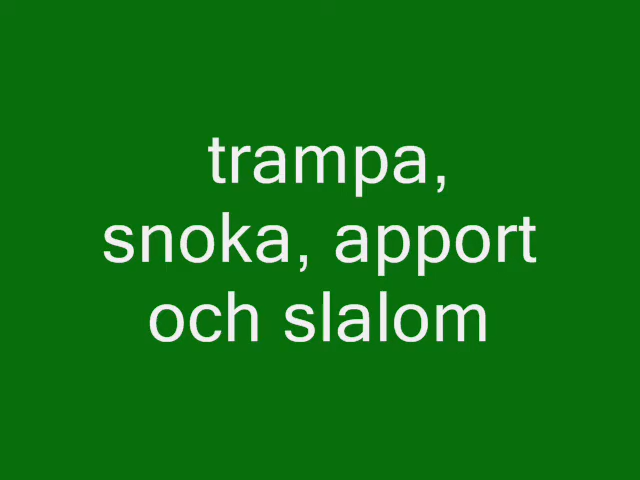 trampa,
snoka, apport
och slalom